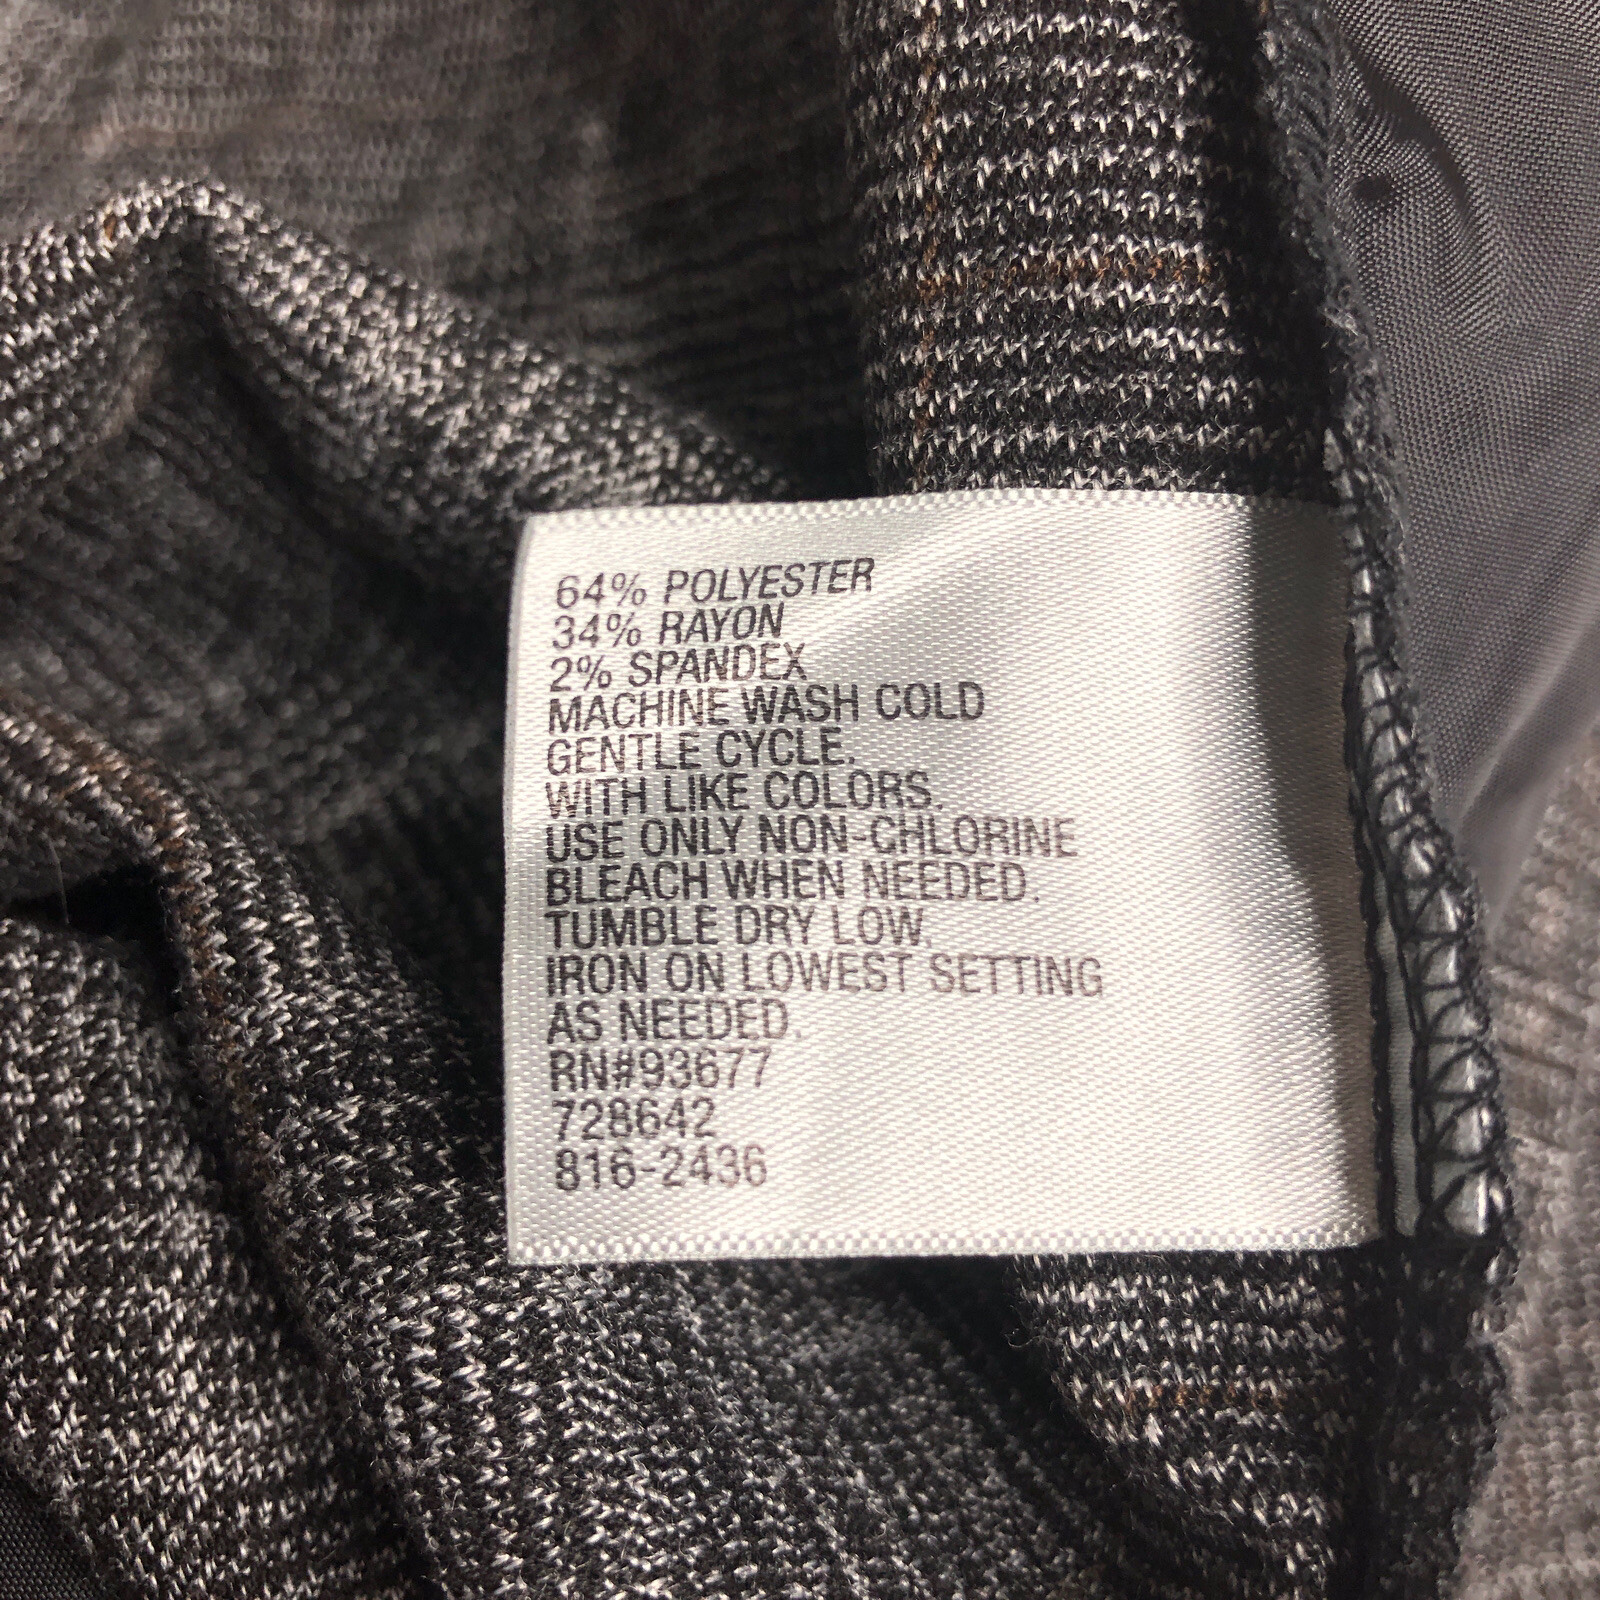 64% POLYESTER
34% RAYON
2% SPANDEX
MACHINE WASH COLD
GENTLE CYCLE.
WITH LIKE COLORS.
USE ONLY NON-CHLORINE
BLEACH WHEN NEEDED.
TUMBLE DRY LOW.
IRON ON LOWEST SETTING
AS NEEDED.
RN#93677
728642
816-2436